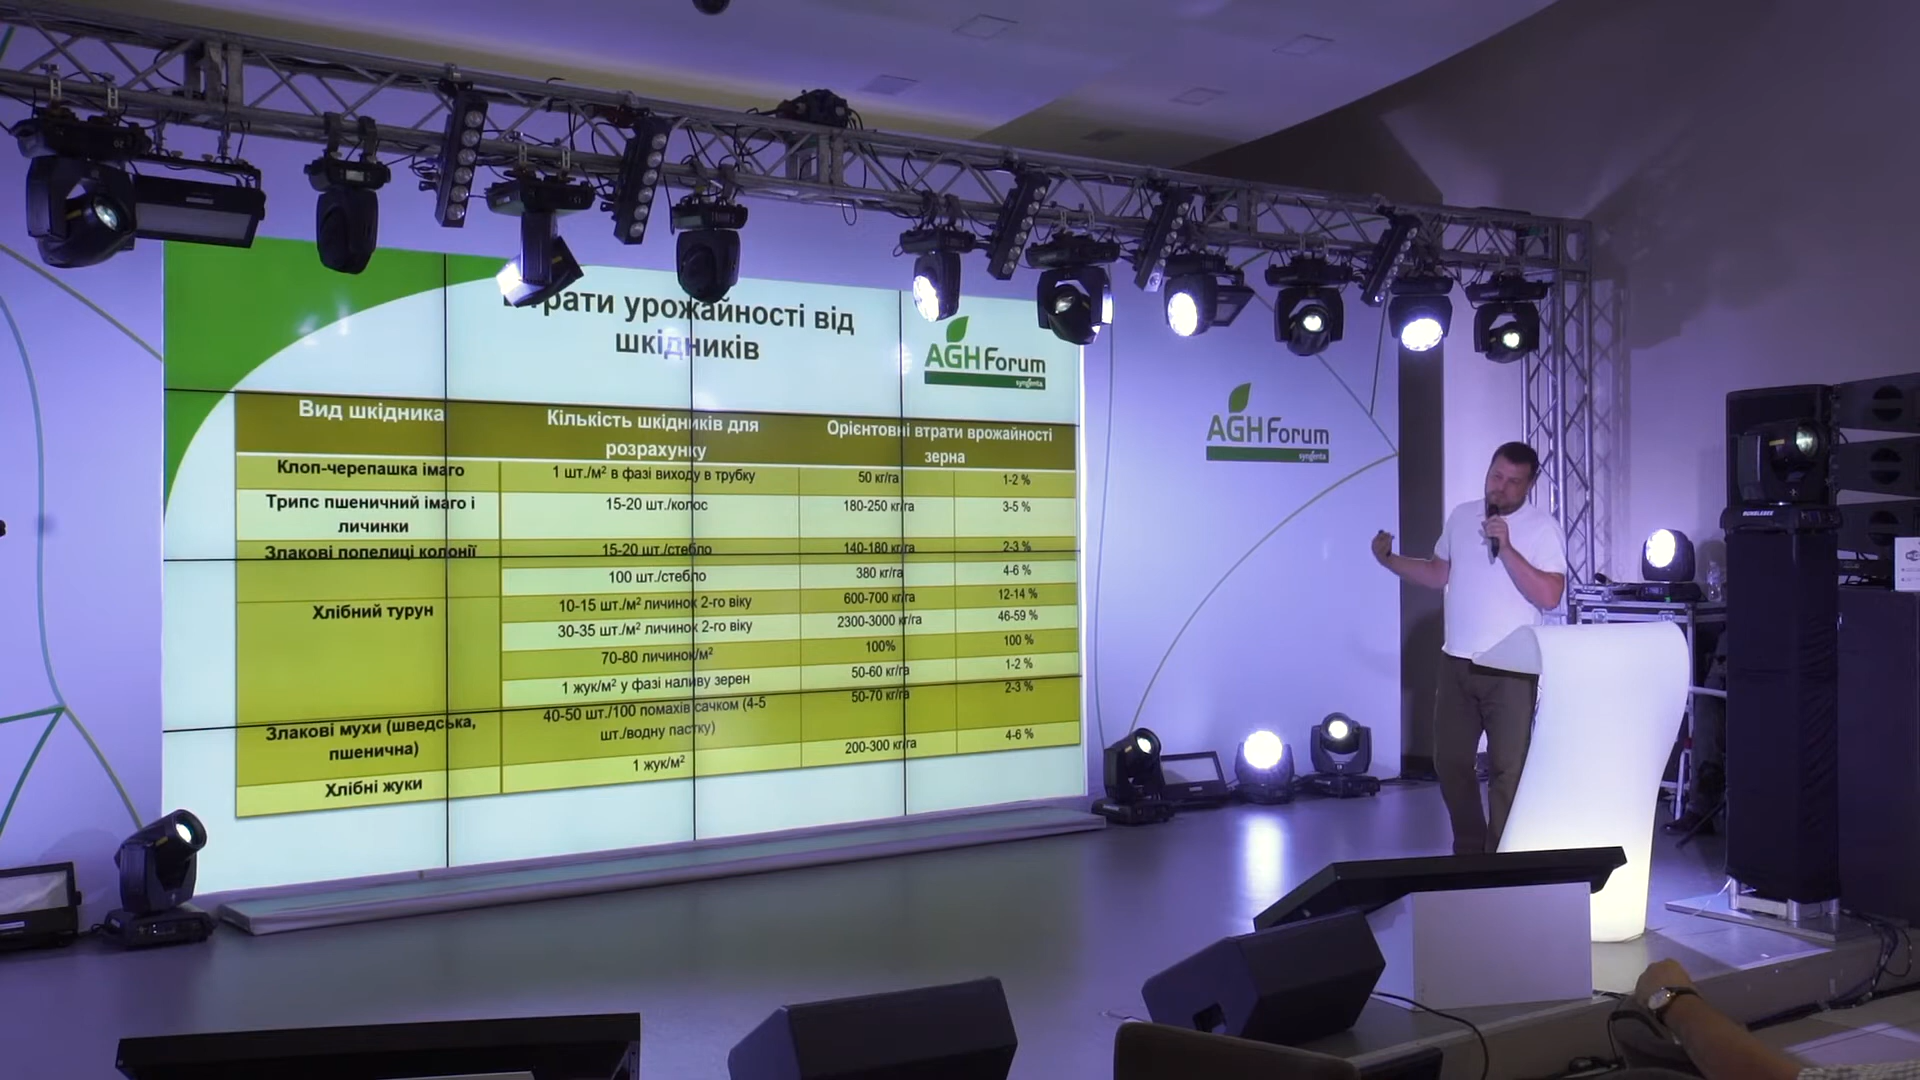 Втрати урожайності від
шкідників
AGH Forum
syngenta
Вид шкідника
Кількість шкідників для
розрахунку
Орієнтовні втрати врожайності
зерна
Клоп-черепашка імаго
1 шт./м² в фазі виходу в трубку
50 кг/га
1-2 %
Трипс пшеничний імаго і
личинки
15-20 шт./колос
180-250 кг/га
3-5 %
Злакові попелиці колонії
15-20 шт./стебло
140-180 кг/га
2-3 %
100 шт./стебло
380 кг/га
4-6 %
Хлібний турун
10-15 шт./м² личинок 2-го віку
600-700 кг/га
12-14 %
30-35 шт./м² личинок 2-го віку
2300-3000 кг/га
46-59 %
70-80 личинок/м²
100%
100 %
1 жук/м² у фазі наливу зерен
50-60 кг/га
1-2 %
Злакові мухи (шведська,
пшенична)
40-50 шт./100 помахів сачком (4-5
шт./водну пастку)
50-70 кг/га
2-3 %
Хлібні жуки
1 жук/м²
200-300 кг/га
4-6 %
AGH Forum
syngenta